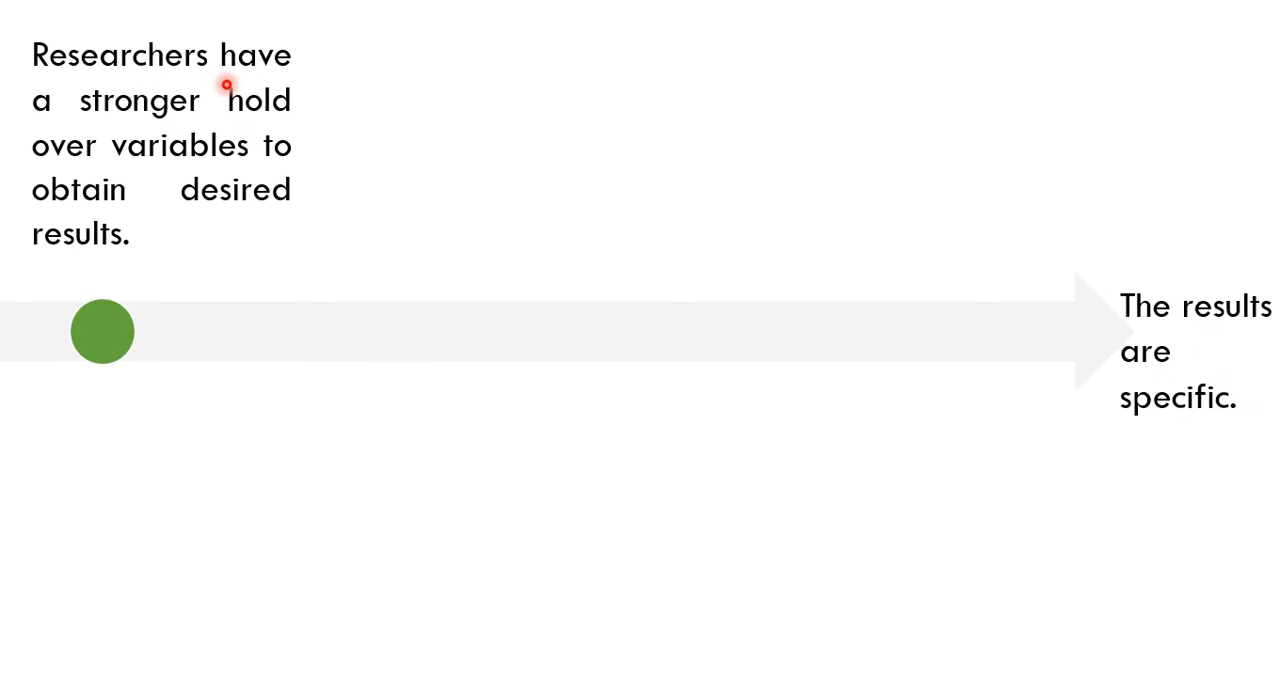 Researchers have
a stronger hold
over variables to
obtain desired
results.
The results
are
specific.